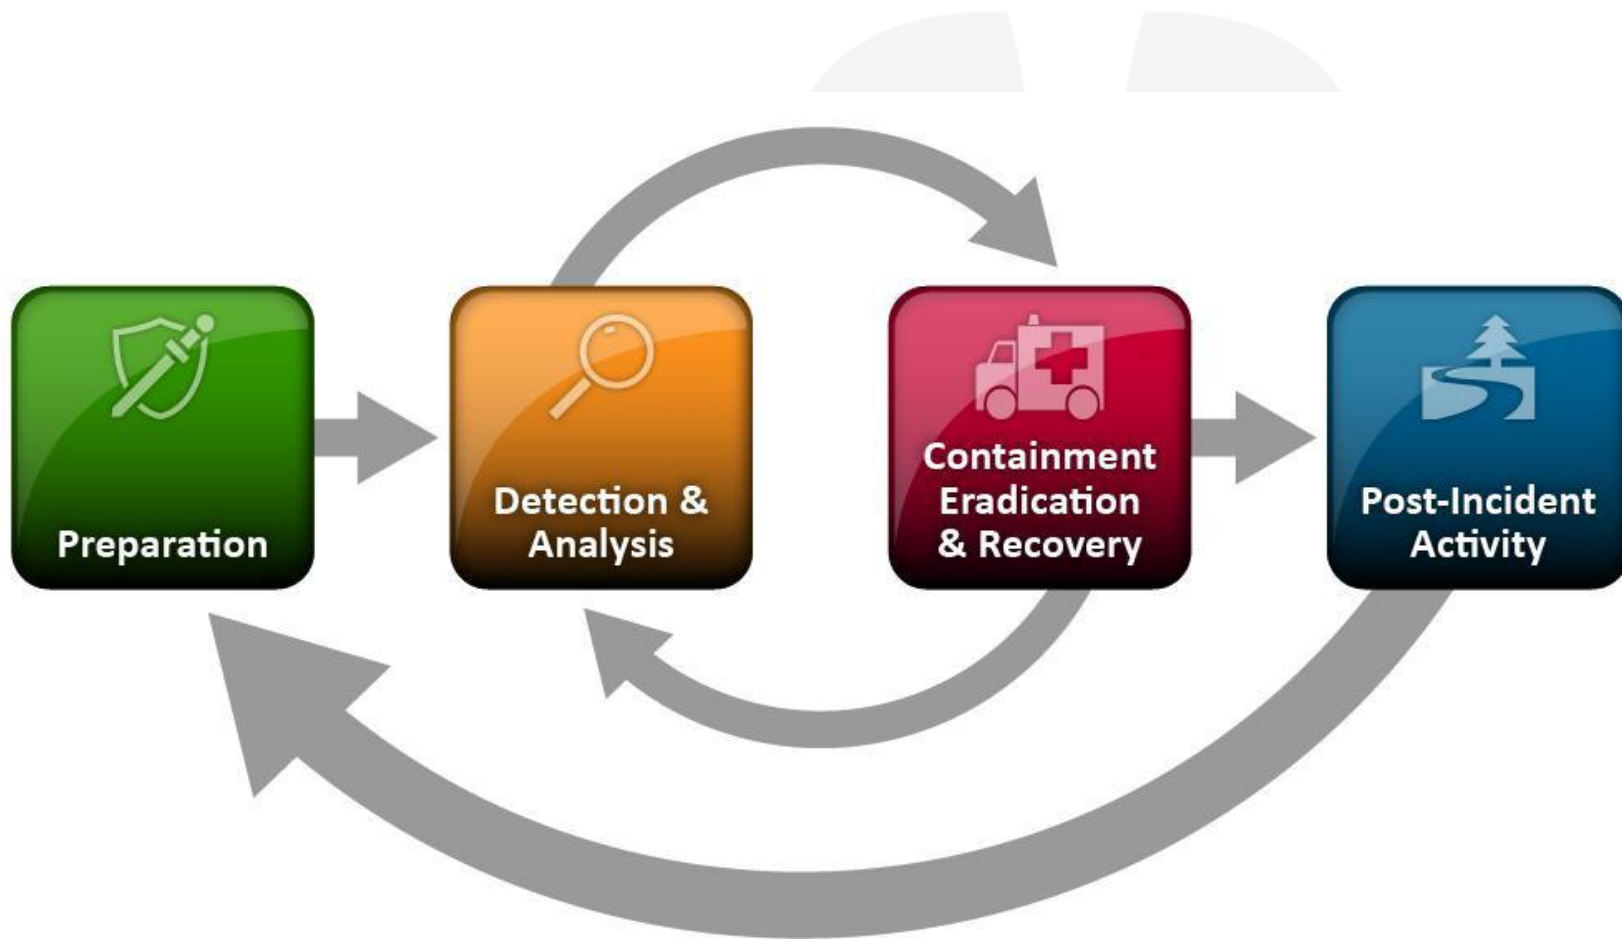 Preparation
Detection &
Analysis
Containment
Eradication
& Recovery
Post-Incident
Activity